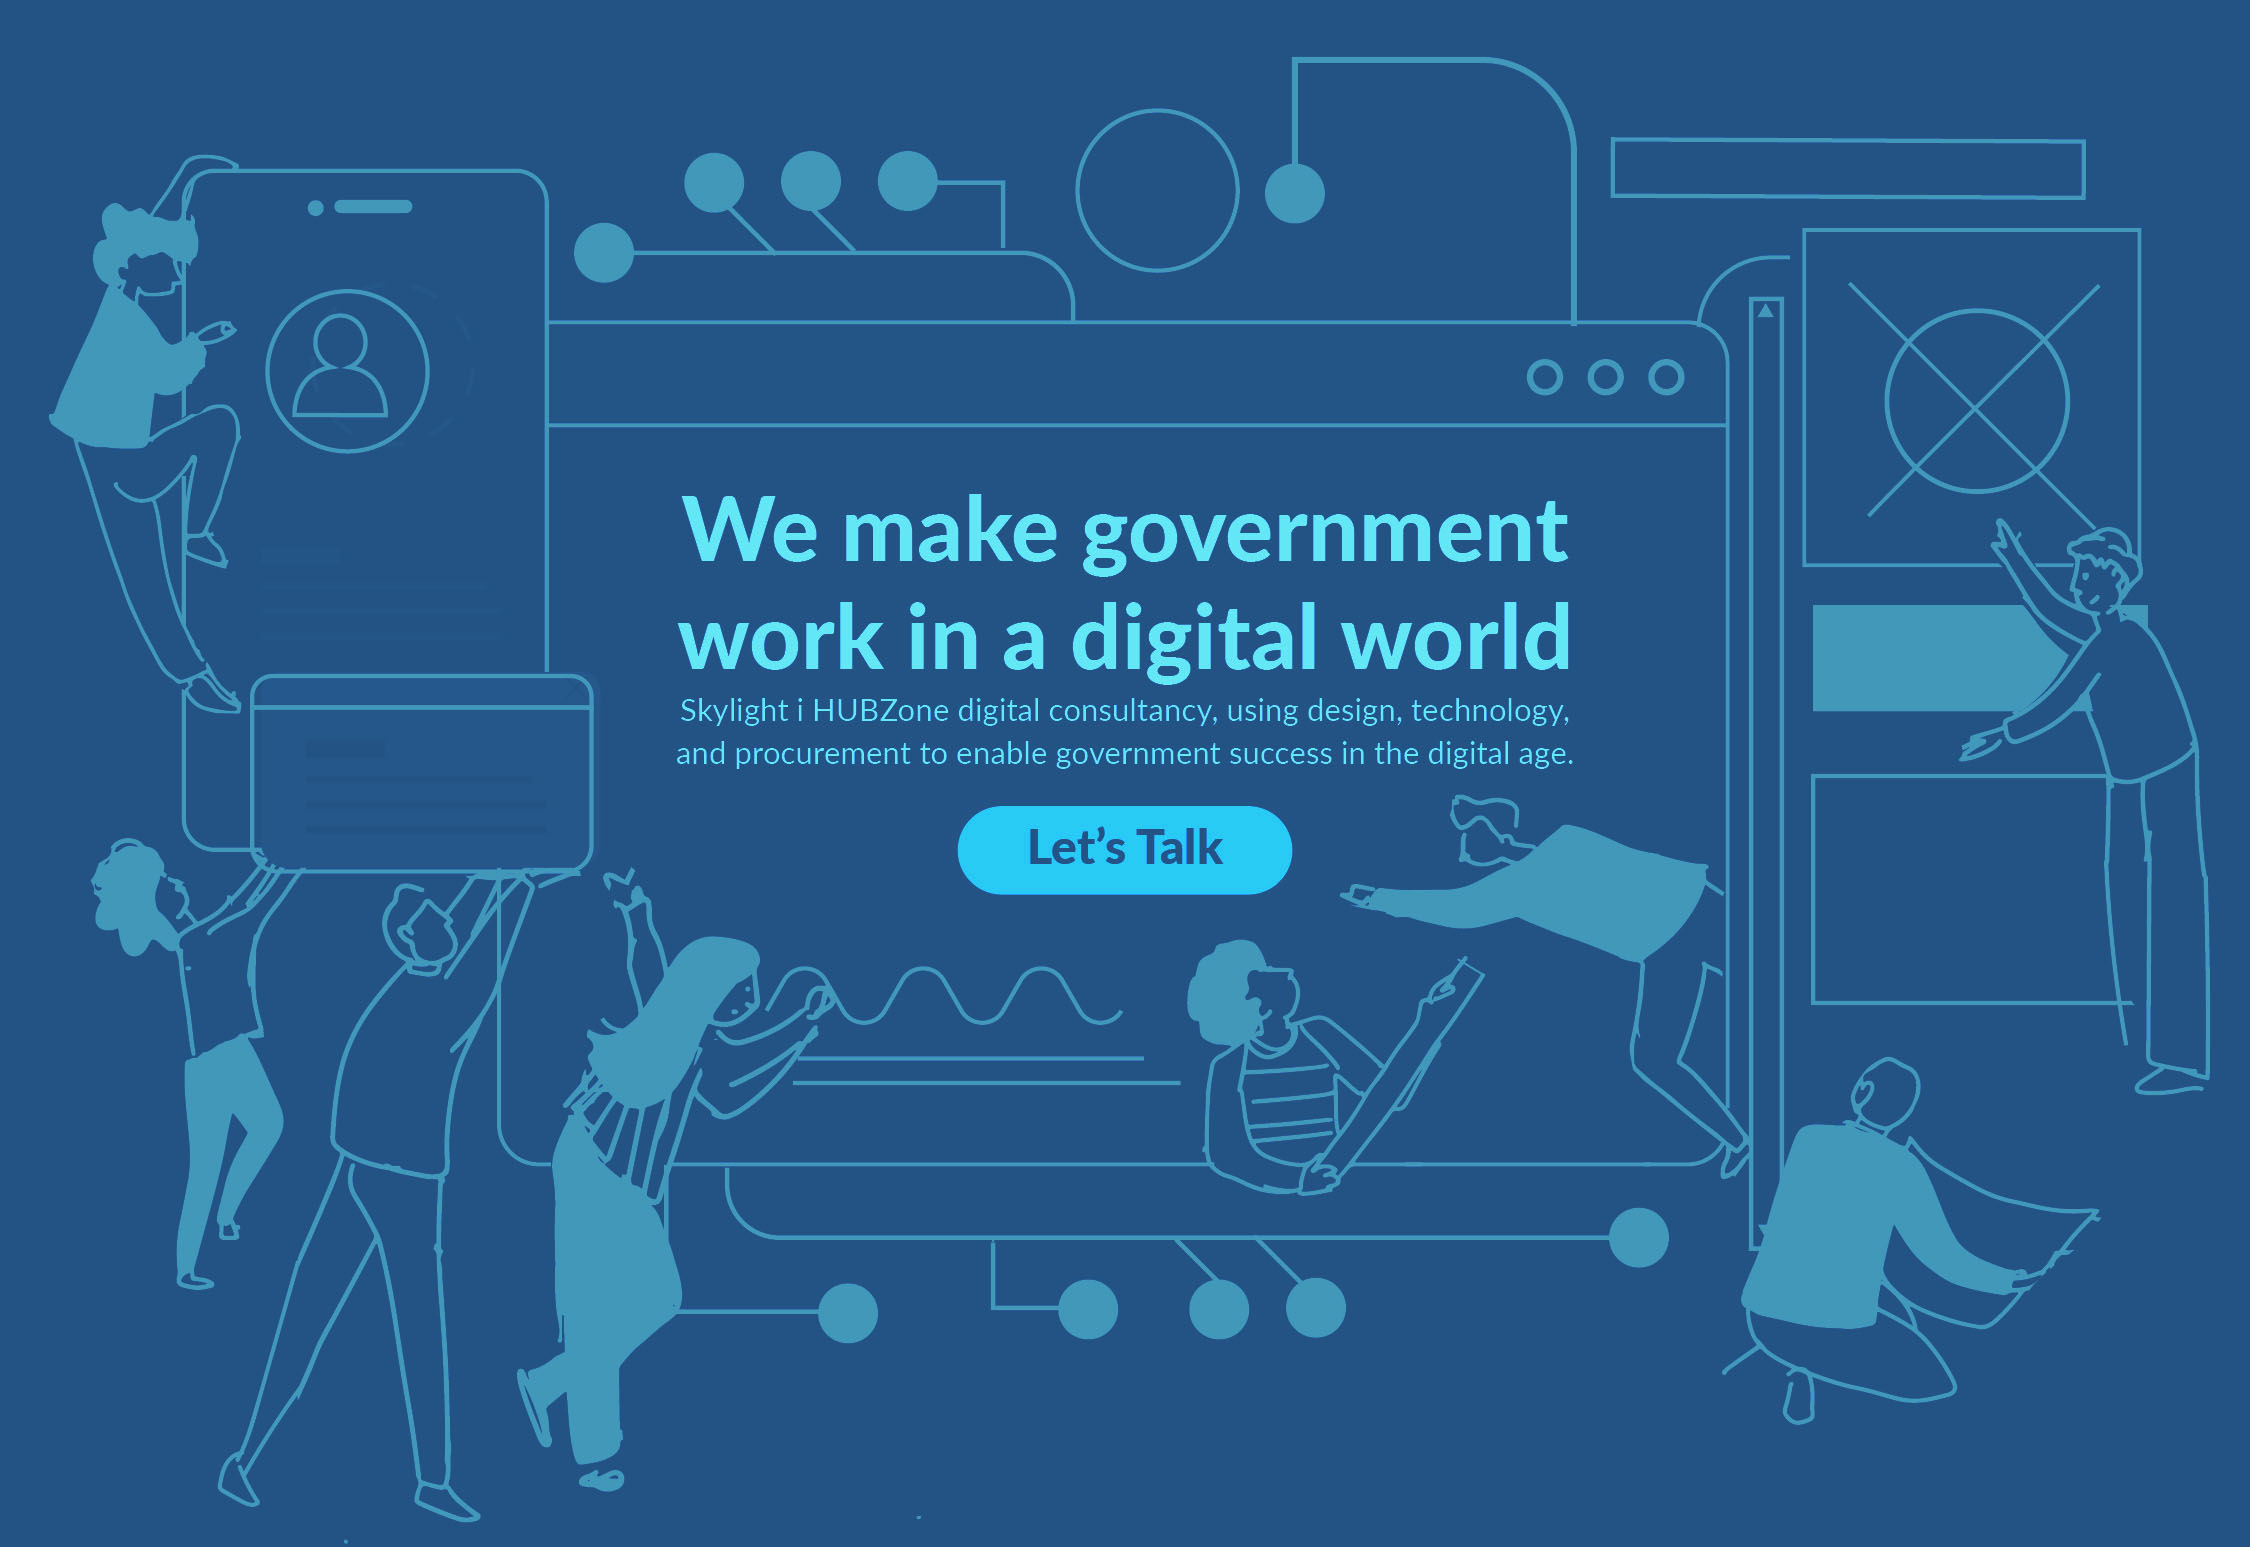 We make government
work in a digital world
Skylight i HUBZone digital consultancy, using design, technology,
and procurement to enable government success in the digital age.
Let’s Talk